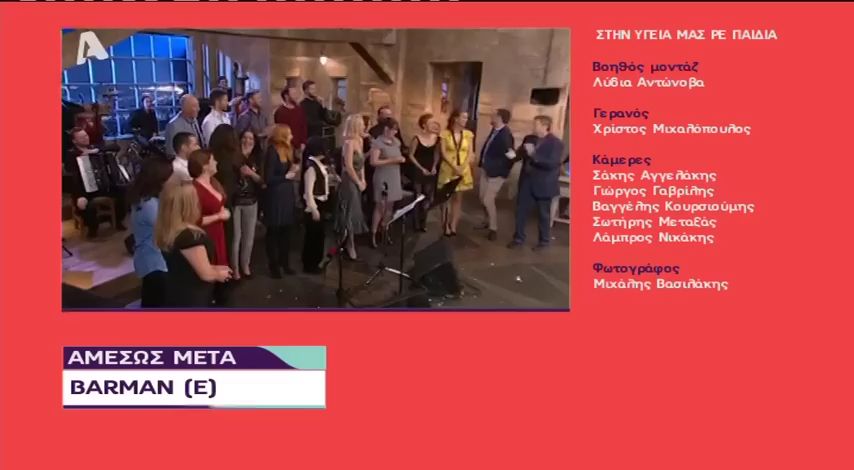 A
ΣΤΗΝ ΥΓΕΙΑ ΜΑΣ ΡΕ ΠΑΙΔΙΑ
Βοηθός μοντάζ
Λύδια Αντώνοβα
Γερανός
Χρίστος Μιχαλόπουλος
Κάμερες
Σάκης Αγγελάκης
Γιώργος Γαβρίλης
Βαγγέλης Κουρσιούμης
Σωτήρης Μεταξάς
Λάμπρος Νικάκης
Φωτογράφος
Μιχάλης Βασιλάκης
ΑΜΕΣΩΣ ΜΕΤΑ
BARMAN (E)